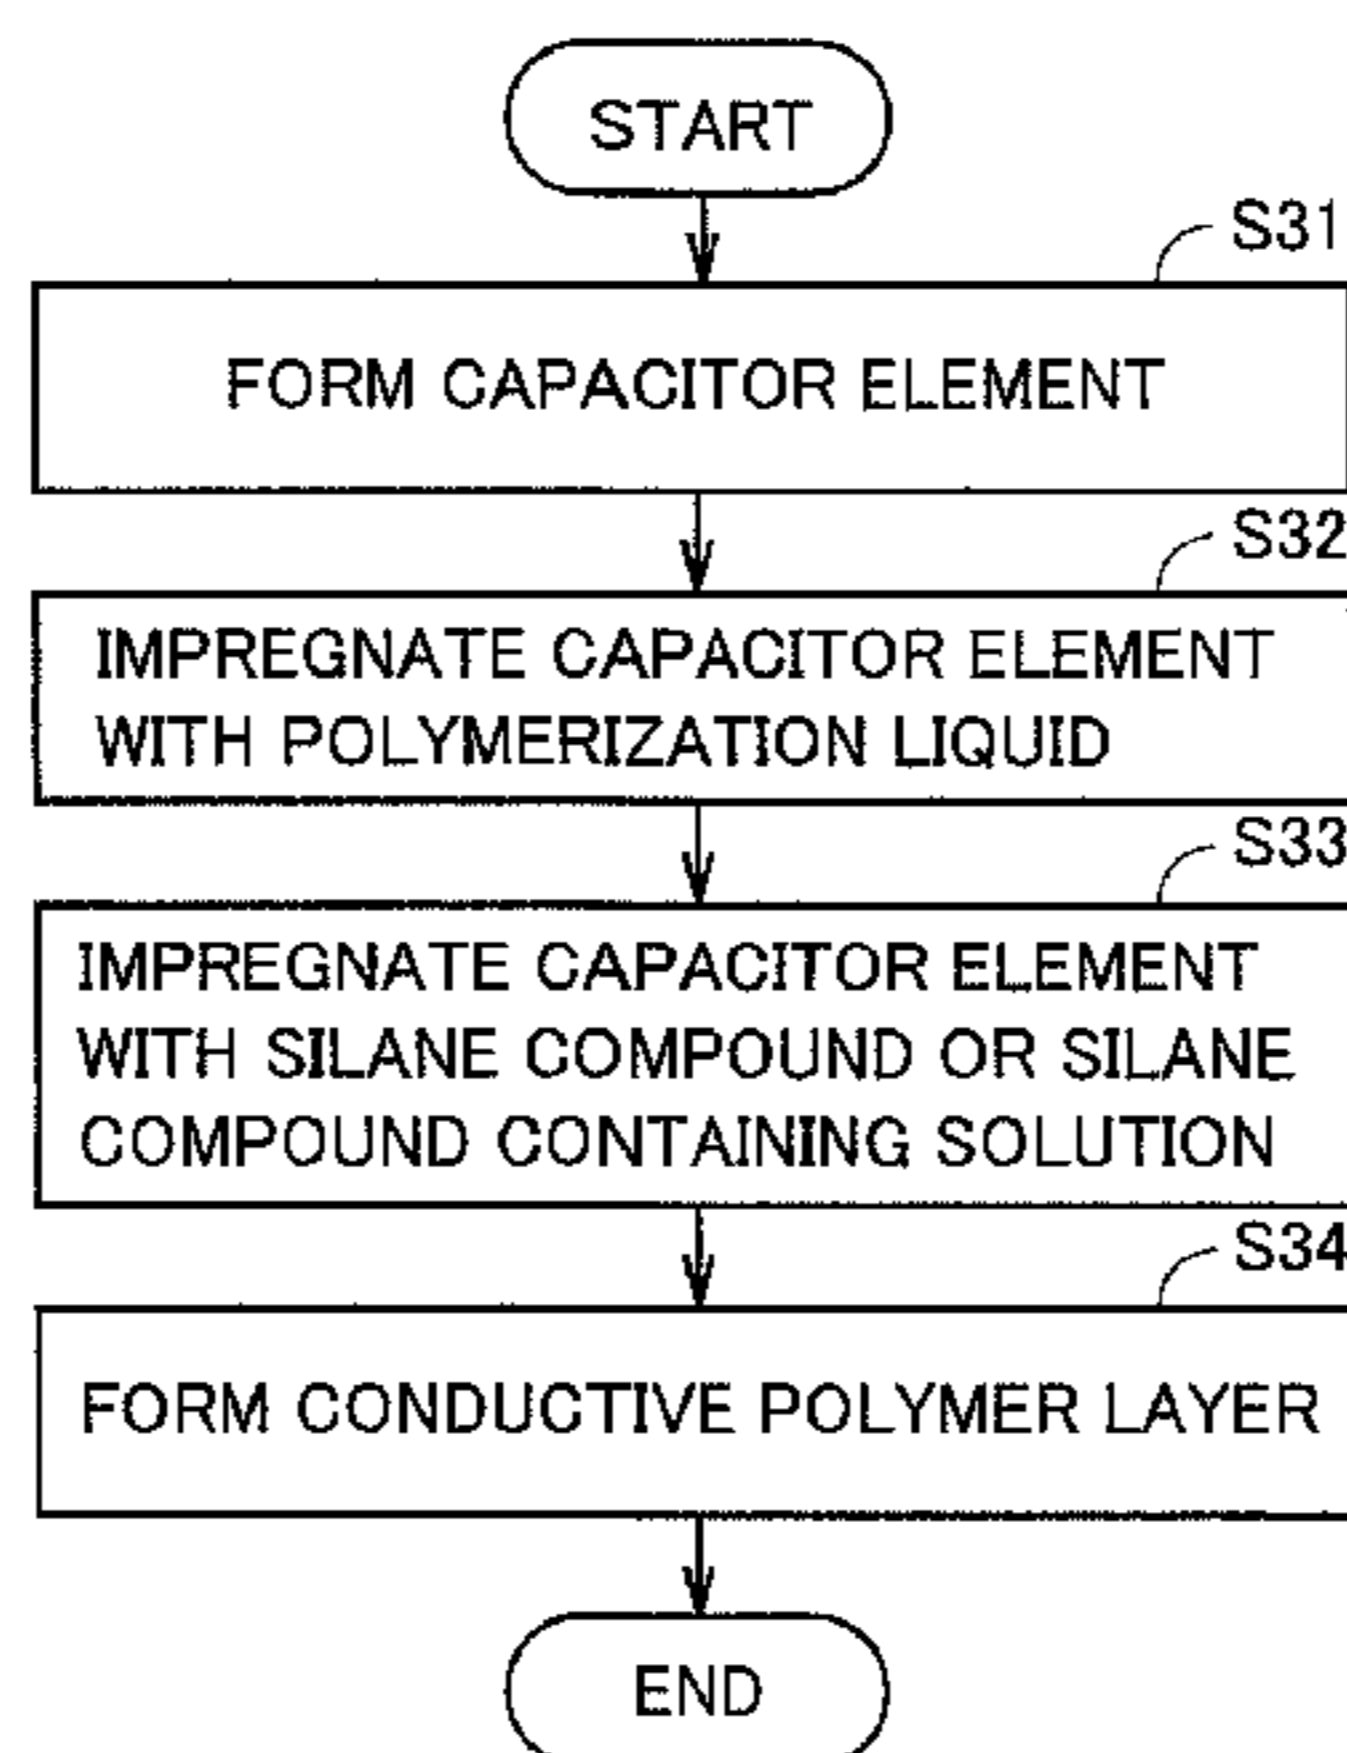 START
S31
FORM CAPACITOR ELEMENT
S32
IMPREGNATE CAPACITOR ELEMENT
WITH POLYMERIZATION LIQUID
S33
IMPREGNATE CAPACITOR ELEMENT
WITH SILANE COMPOUND OR SILANE
COMPOUND CONTAINING SOLUTION
S34
FORM CONDUCTIVE POLYMER LAYER
END